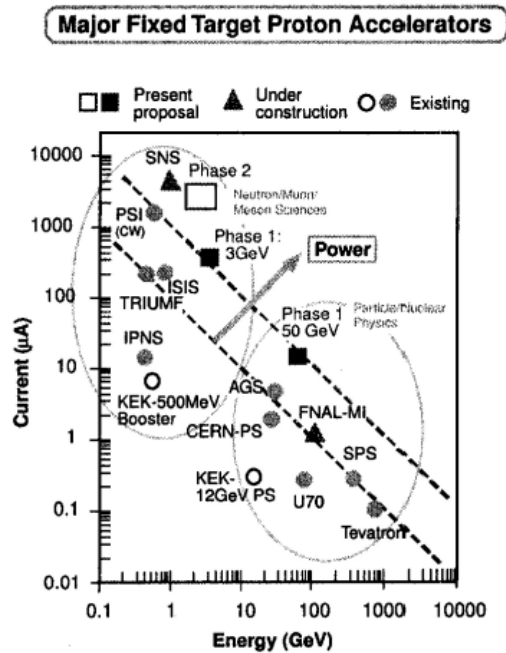 Major Fixed Target Proton Accelerators
Present
proposal
Under
construction
Existing
10000
1000
100
10
1
0.1
0.01
Current (µA)
SNS
Phase 2
Neutron/Muon/
Meson Sciences
PSI
(CW)
Phase 1:
3GeV
Power
ISIS
TRIUMF
Phase 1
50 GeV
Particle/Nuclear
Physics
IPNS
KEK-500MeV
Booster
AGS
FNAL-MI
CERN-PS
SPS
KEK-
12GeV PS
U70
Tevatron
0.1
1
10
100
1000
10000
Energy (GeV)